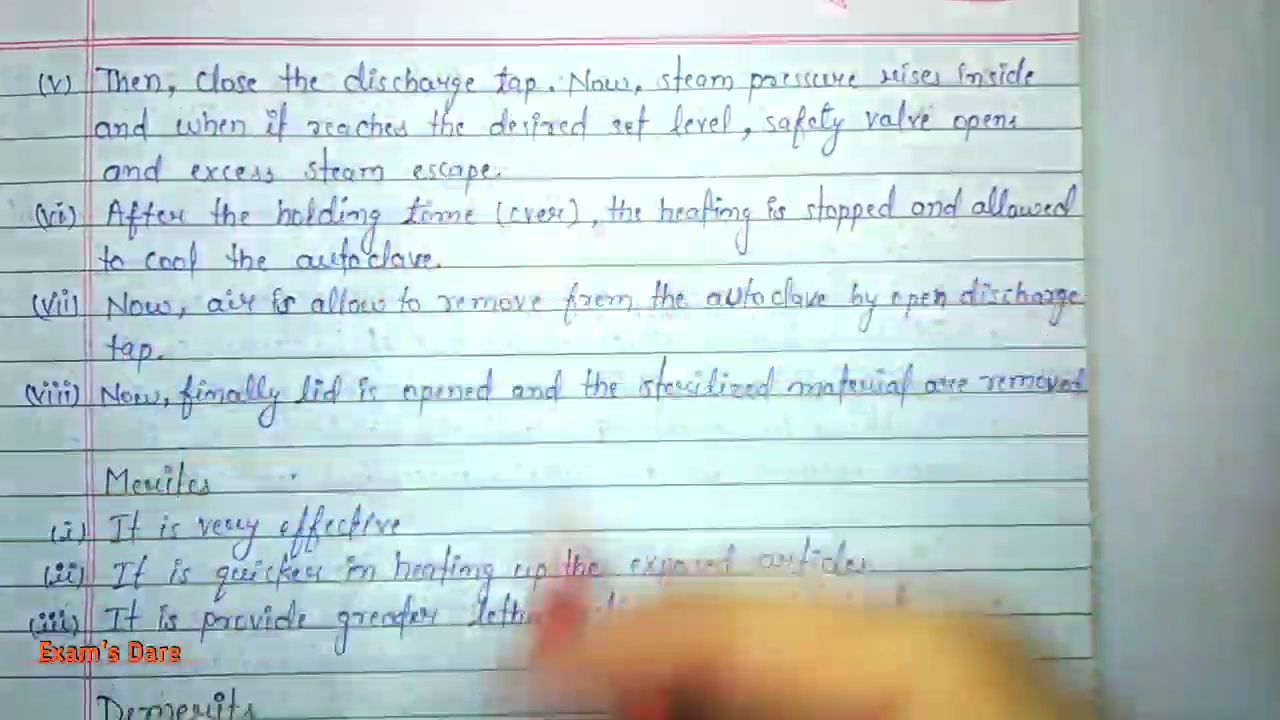 (v) Then, close the discharge tap. Now, steam pressure rises inside
and when it reaches the desired set level, safety valve opens
and excess steam escape.
(vi) After the holding time (over), the heating is stopped and allowed
to cool the autoclave.
(vii) Now, air is allow to remove from the autoclave by open discharge
tap.
(viii) Now, finally lid is opened and the sterilized material are removed
Merites
(i) It is very effective
(ii) It is quicker in heating up the exposed articles
(iii) It is provide greater
Exam's Dare
Demerits